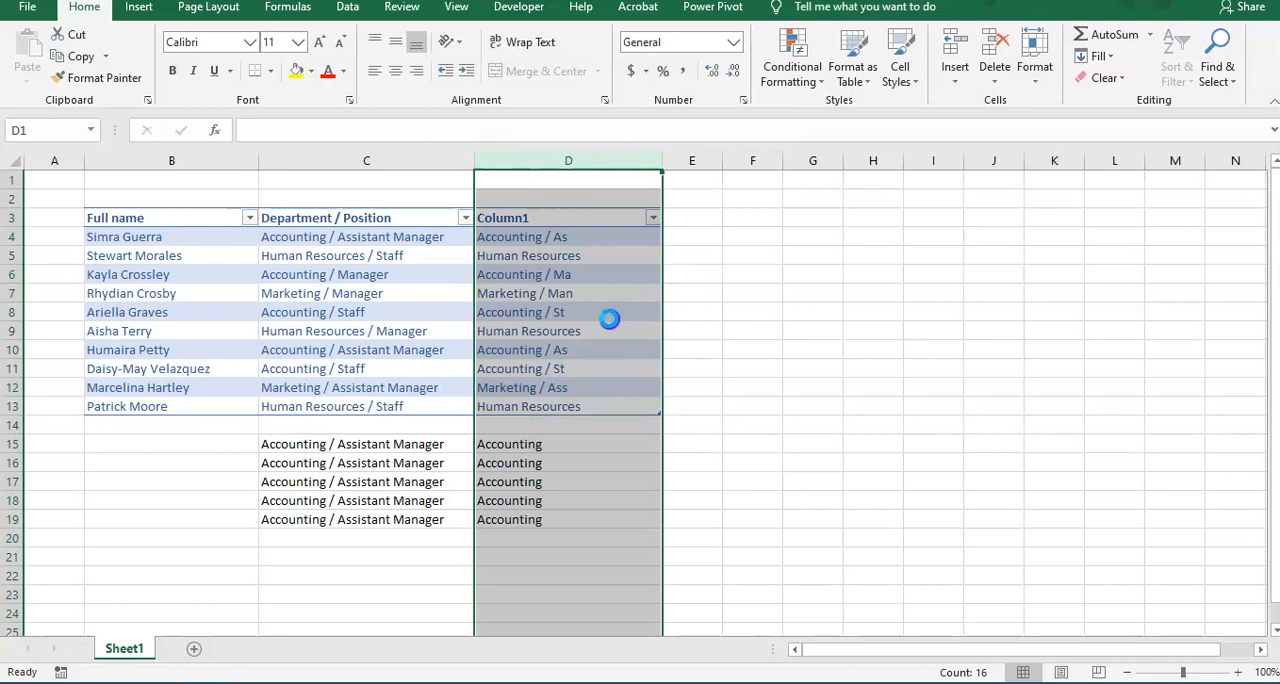 File Home Insert Page Layout Formulas Data Review View Developer Help Acrobat Power Pivot Tell me what you want to do Share
Paste Cut Copy Format Painter Clipboard
Calibri 11 B I U A Font
Wrap Text Merge & Center Alignment
General $ % , Number
Conditional Formatting Format as Table Cell Styles Styles
Insert Delete Format Cells
AutoSum Fill Clear Sort & Filter Find & Select Editing
D1 fx
A B C D E F G H I J K L M N
1
2
3 Full name Department / Position Column1
4 Simra Guerra Accounting / Assistant Manager Accounting / As
5 Stewart Morales Human Resources / Staff Human Resources
6 Kayla Crossley Accounting / Manager Accounting / Ma
7 Rhydian Crosby Marketing / Manager Marketing / Man
8 Ariella Graves Accounting / Staff Accounting / St
9 Aisha Terry Human Resources / Manager Human Resources
10 Humaira Petty Accounting / Assistant Manager Accounting / As
11 Daisy-May Velazquez Accounting / Staff Accounting / St
12 Marcelina Hartley Marketing / Assistant Manager Marketing / Ass
13 Patrick Moore Human Resources / Staff Human Resources
14
15 Accounting / Assistant Manager Accounting
16 Accounting / Assistant Manager Accounting
17 Accounting / Assistant Manager Accounting
18 Accounting / Assistant Manager Accounting
19 Accounting / Assistant Manager Accounting
20
21
22
23
24
25
Sheet1
Ready Count: 16 100%